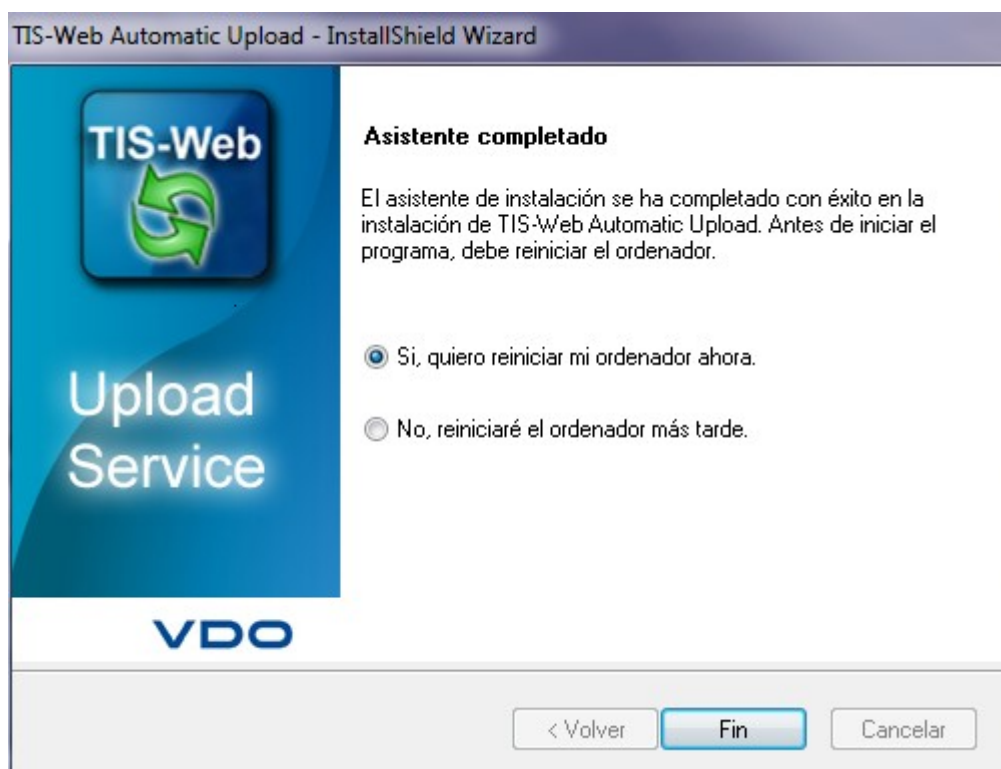 TIS-Web Automatic Upload - InstallShield Wizard
TIS-Web
Upload
Service
VDO
Asistente completado
El asistente de instalación se ha completado con éxito en la
instalación de TIS-Web Automatic Upload. Antes de iniciar el
programa, debe reiniciar el ordenador.
Si, quiero reiniciar mi ordenador ahora.
No, reiniciaré el ordenador más tarde.
< Volver
Fin
Cancelar